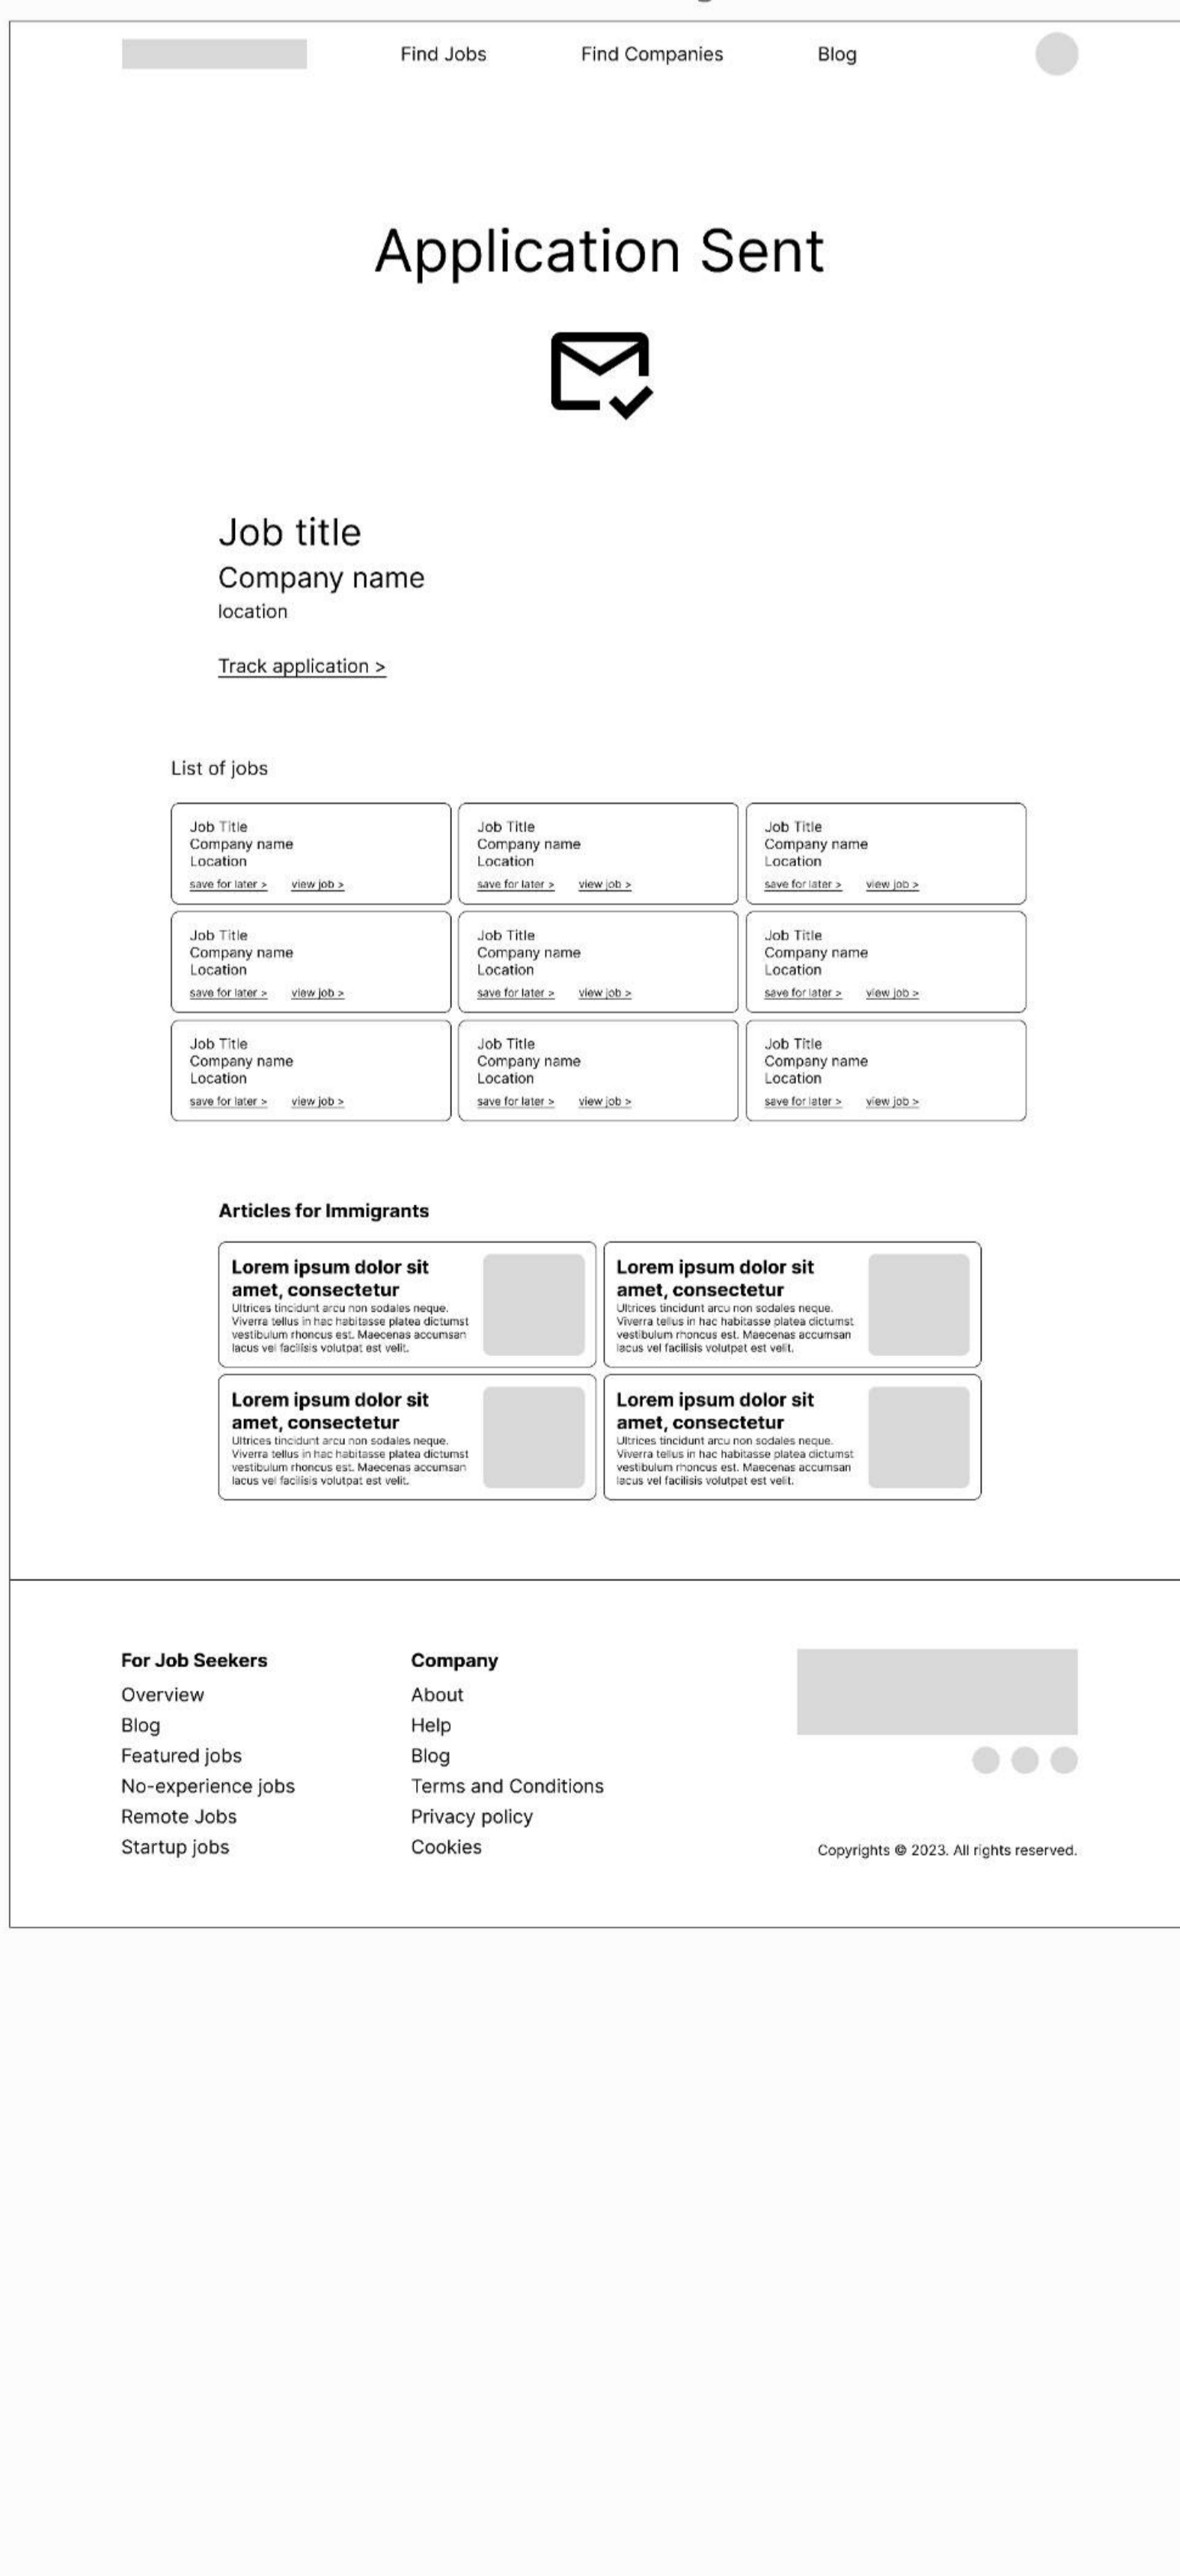 Find Jobs Find Companies Blog
Application Sent
Job title
Company name
location
Track application >
List of jobs
Job Title
Company name
Location
save for later > view job >
Job Title
Company name
Location
save for later > view job >
Job Title
Company name
Location
save for later > view job >
Job Title
Company name
Location
save for later > view job >
Job Title
Company name
Location
save for later > view job >
Job Title
Company name
Location
save for later > view job >
Job Title
Company name
Location
save for later > view job >
Job Title
Company name
Location
save for later > view job >
Job Title
Company name
Location
save for later > view job >
Articles for Immigrants
Lorem ipsum dolor sit
amet, consectetur
Ultrices tincidunt arcu non sodales neque.
Viverra tellus in hac habitasse platea dictumst
vestibulum rhoncus est. Maecenas accumsan
lacus vel facilisis volutpat est velit.
Lorem ipsum dolor sit
amet, consectetur
Ultrices tincidunt arcu non sodales neque.
Viverra tellus in hac habitasse platea dictumst
vestibulum rhoncus est. Maecenas accumsan
lacus vel facilisis volutpat est velit.
Lorem ipsum dolor sit
amet, consectetur
Ultrices tincidunt arcu non sodales neque.
Viverra tellus in hac habitasse platea dictumst
vestibulum rhoncus est. Maecenas accumsan
lacus vel facilisis volutpat est velit.
Lorem ipsum dolor sit
amet, consectetur
Ultrices tincidunt arcu non sodales neque.
Viverra tellus in hac habitasse platea dictumst
vestibulum rhoncus est. Maecenas accumsan
lacus vel facilisis volutpat est velit.
For Job Seekers
Overview
Blog
Featured jobs
No-experience jobs
Remote Jobs
Startup jobs
Company
About
Help
Blog
Terms and Conditions
Privacy policy
Cookies
Copyrights © 2023. All rights reserved.